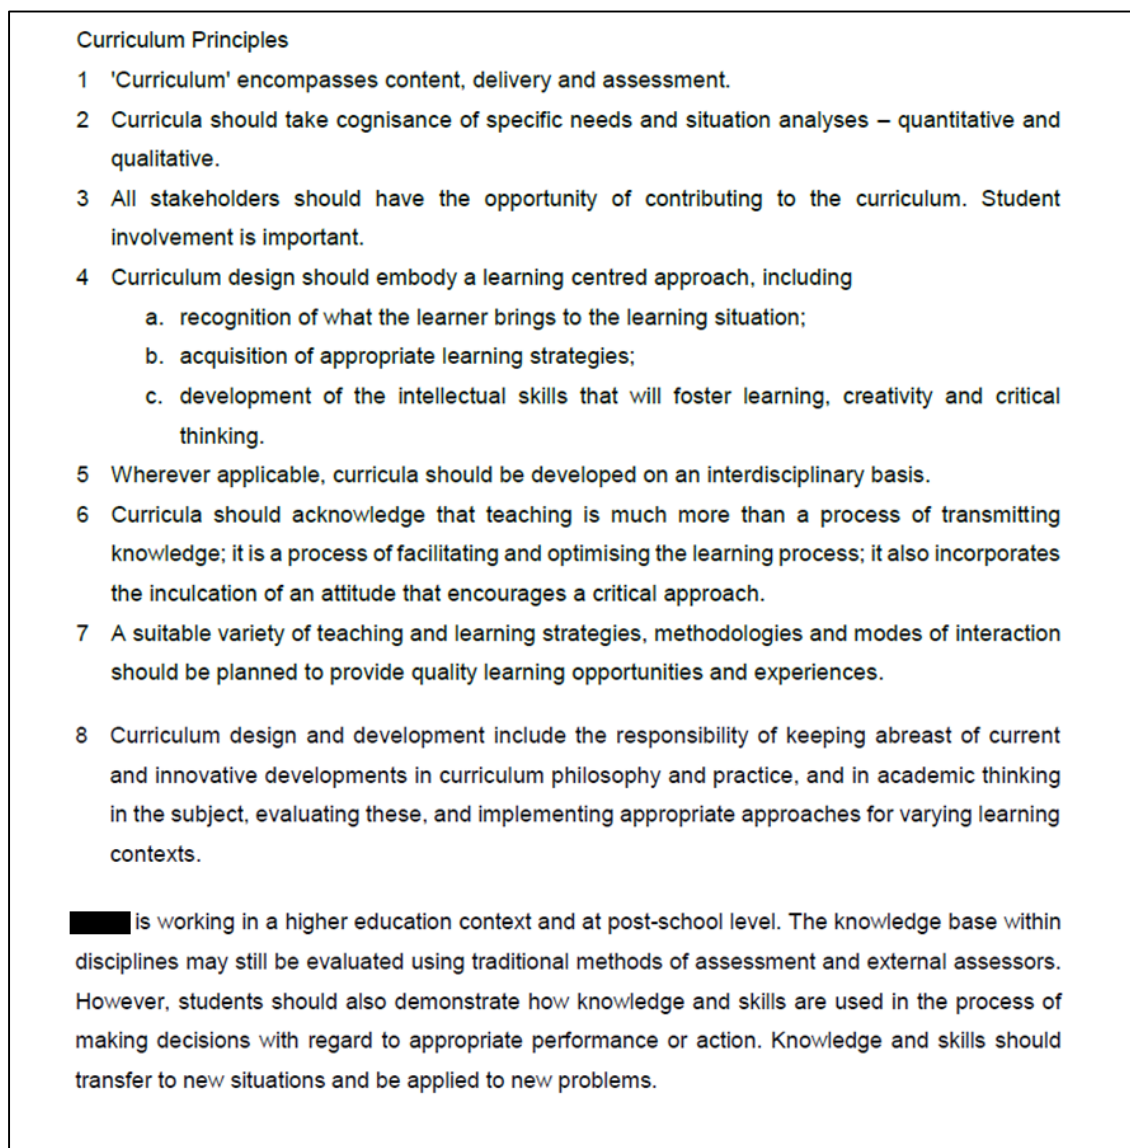 Curriculum Principles
1 'Curriculum' encompasses content, delivery and assessment.
2 Curricula should take cognisance of specific needs and situation analyses – quantitative and
qualitative.
3 All stakeholders should have the opportunity of contributing to the curriculum. Student
involvement is important.
4 Curriculum design should embody a learning centred approach, including
a. recognition of what the learner brings to the learning situation;
b. acquisition of appropriate learning strategies;
c. development of the intellectual skills that will foster learning, creativity and critical
thinking.
5 Wherever applicable, curricula should be developed on an interdisciplinary basis.
6 Curricula should acknowledge that teaching is much more than a process of transmitting
knowledge; it is a process of facilitating and optimising the learning process; it also incorporates
the inculcation of an attitude that encourages a critical approach.
7 A suitable variety of teaching and learning strategies, methodologies and modes of interaction
should be planned to provide quality learning opportunities and experiences.
8 Curriculum design and development include the responsibility of keeping abreast of current
and innovative developments in curriculum philosophy and practice, and in academic thinking
in the subject, evaluating these, and implementing appropriate approaches for varying learning
contexts.
is working in a higher education context and at post-school level. The knowledge base within
disciplines may still be evaluated using traditional methods of assessment and external assessors.
However, students should also demonstrate how knowledge and skills are used in the process of
making decisions with regard to appropriate performance or action. Knowledge and skills should
transfer to new situations and be applied to new problems.